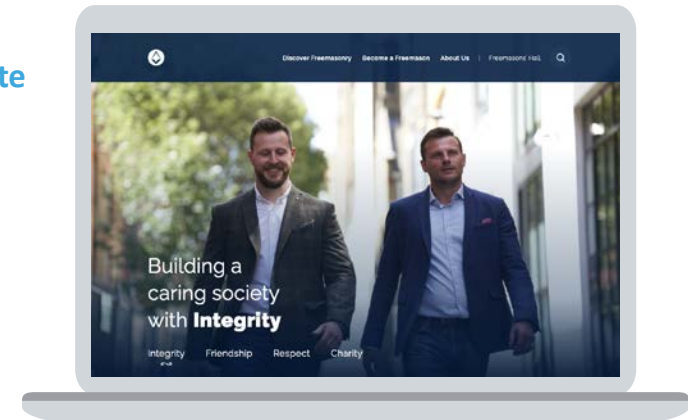 te
Discover Freemasonry Become a Freemason About Us | Freemasons' Hall
Building a
caring society
with Integrity
Integrity Friendship Respect Charity